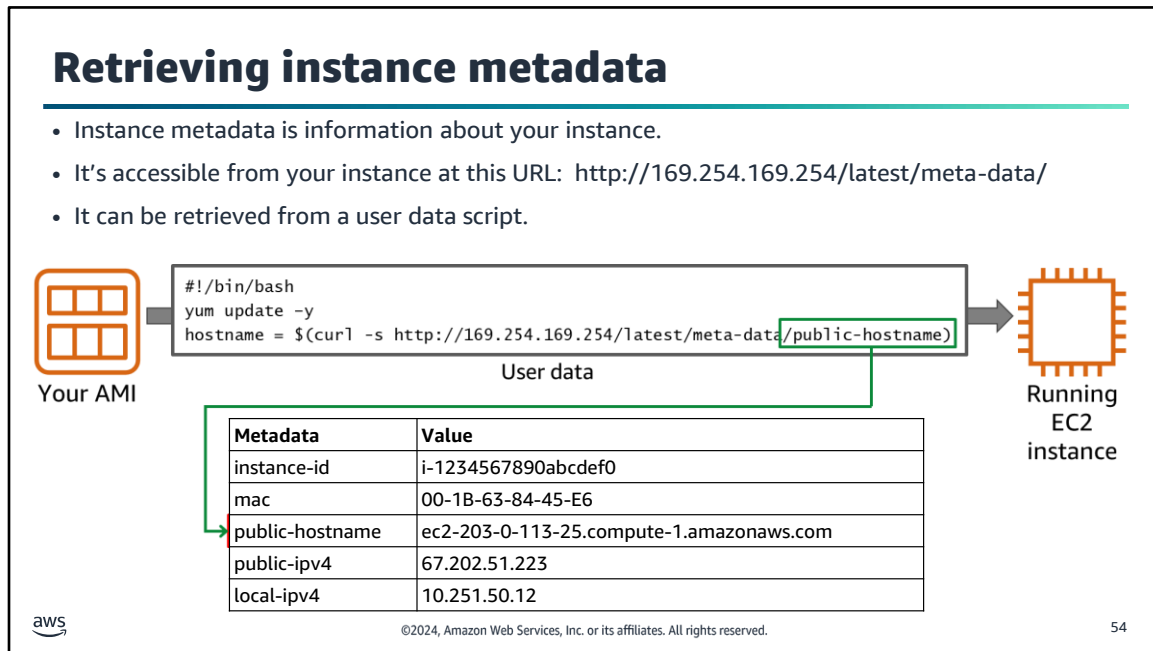 Retrieving instance metadata
• Instance metadata is information about your instance.
• It’s accessible from your instance at this URL: http://169.254.169.254/latest/meta-data/
• It can be retrieved from a user data script.
#!/bin/bash
yum update –y
hostname = $(curl -s http://169.254.169.254/latest/meta-data/public-hostname)
User data
Your AMI
Running
EC2
instance
Metadata Value
instance-id i-1234567890abcdef0
mac 00-1B-63-84-45-E6
public-hostname ec2-203-0-113-25.compute-1.amazonaws.com
public-ipv4 67.202.51.223
local-ipv4 10.251.50.12
aws
©2024, Amazon Web Services, Inc. or its affiliates. All rights reserved.
54